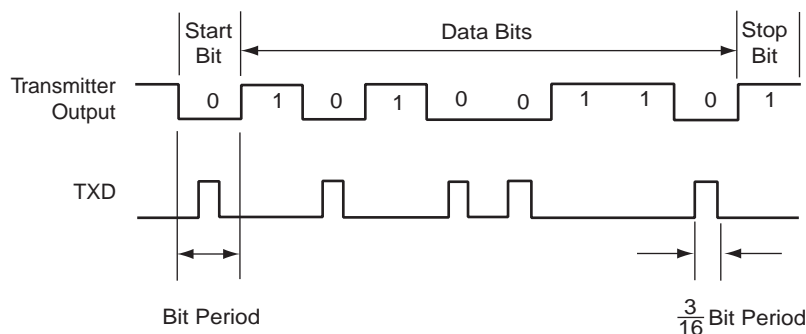 Start
Bit
Data Bits
Stop
Bit
Transmitter
Output
0 1 0 1 0 0 1 1 0 1
TXD
Bit Period
3
16 Bit Period